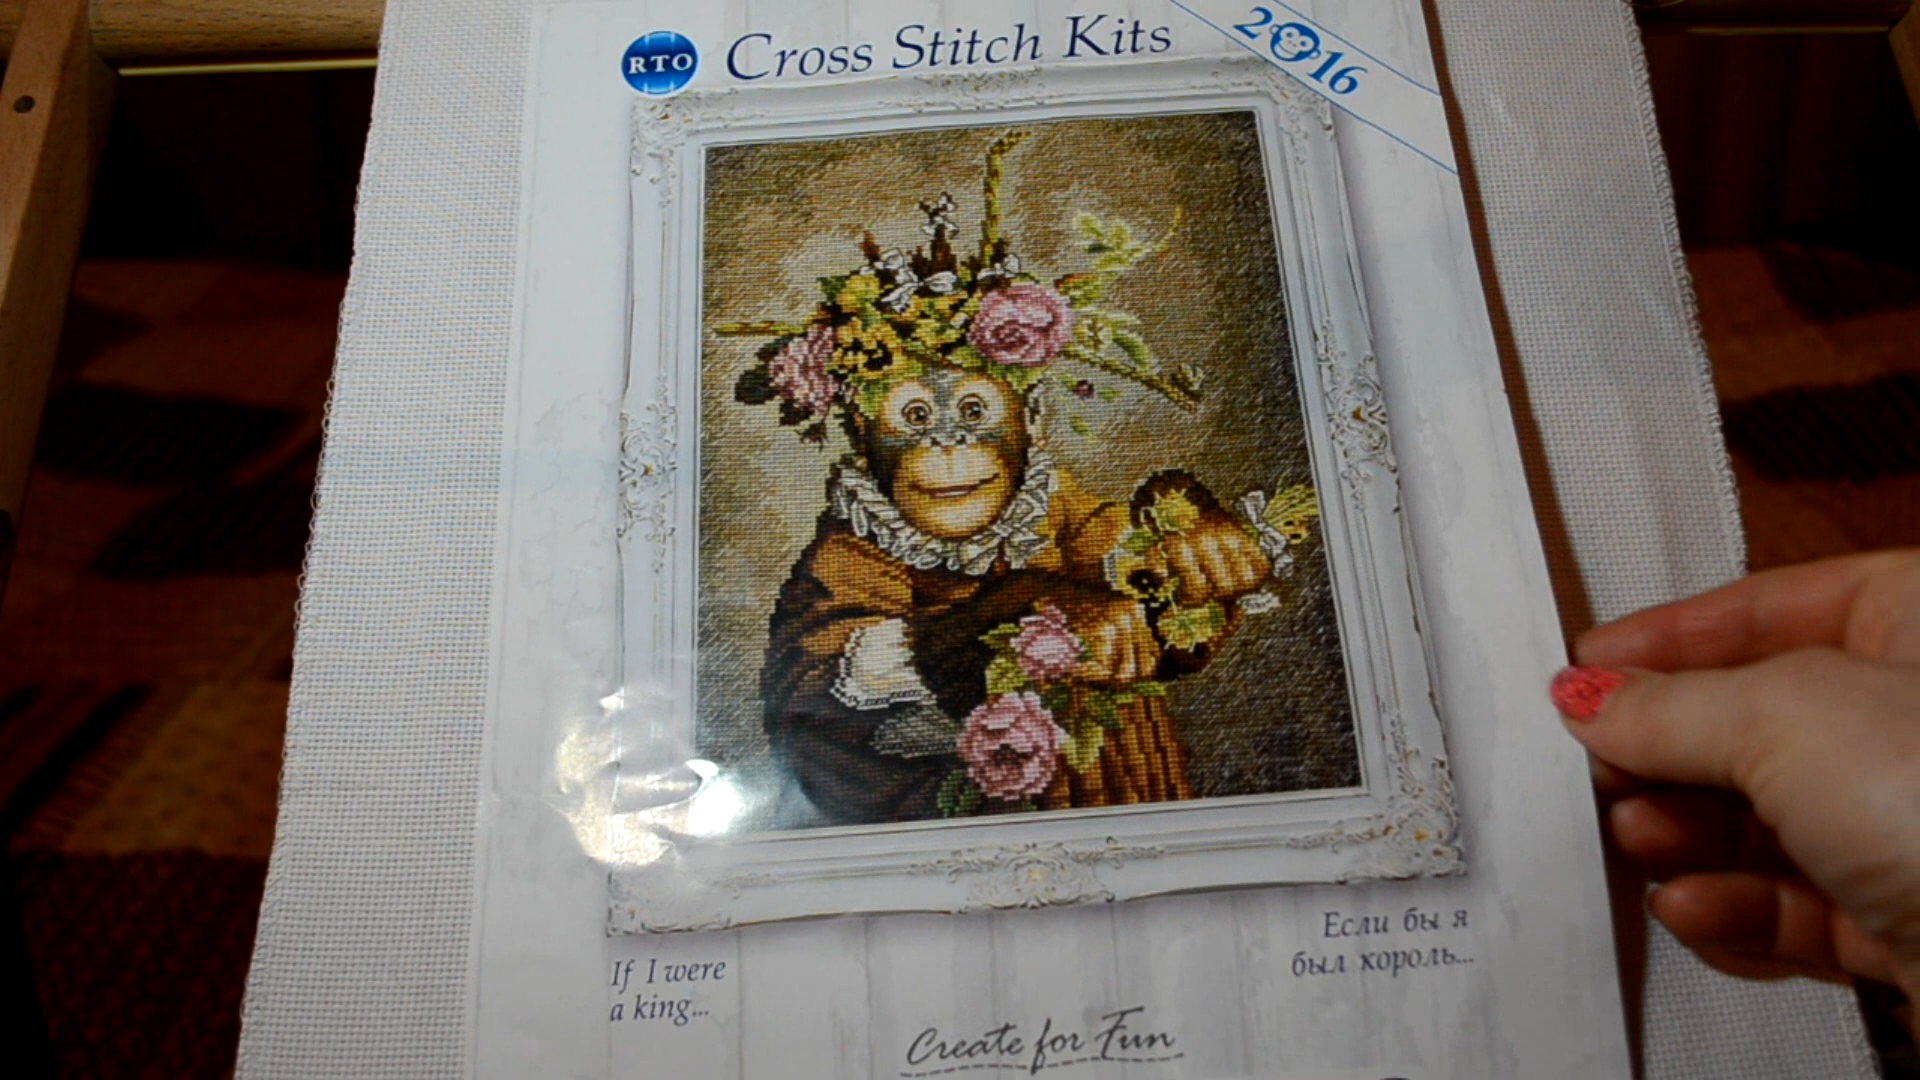 RTO
Cross Stitch Kits
2016
If I were
a king...
Если бы я
был король...
Create for Fun